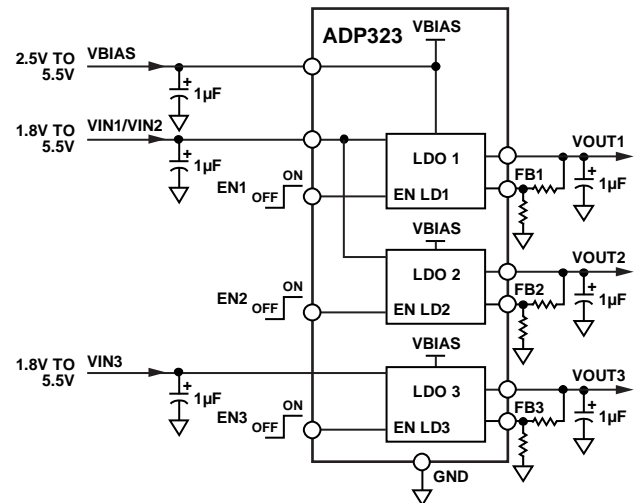 ADP323
VBIAS
2.5V TO
5.5V
VBIAS
+
1µF
1.8V TO
5.5V
VIN1/VIN2
+
1µF
LDO 1
EN LD1
EN1
OFF
ON
VOUT1
FB1
+
1µF
VBIAS
LDO 2
EN LD2
EN2
OFF
ON
VOUT2
FB2
+
1µF
1.8V TO
5.5V
VIN3
+
1µF
VBIAS
LDO 3
EN LD3
EN3
OFF
ON
VOUT3
FB3
+
1µF
GND